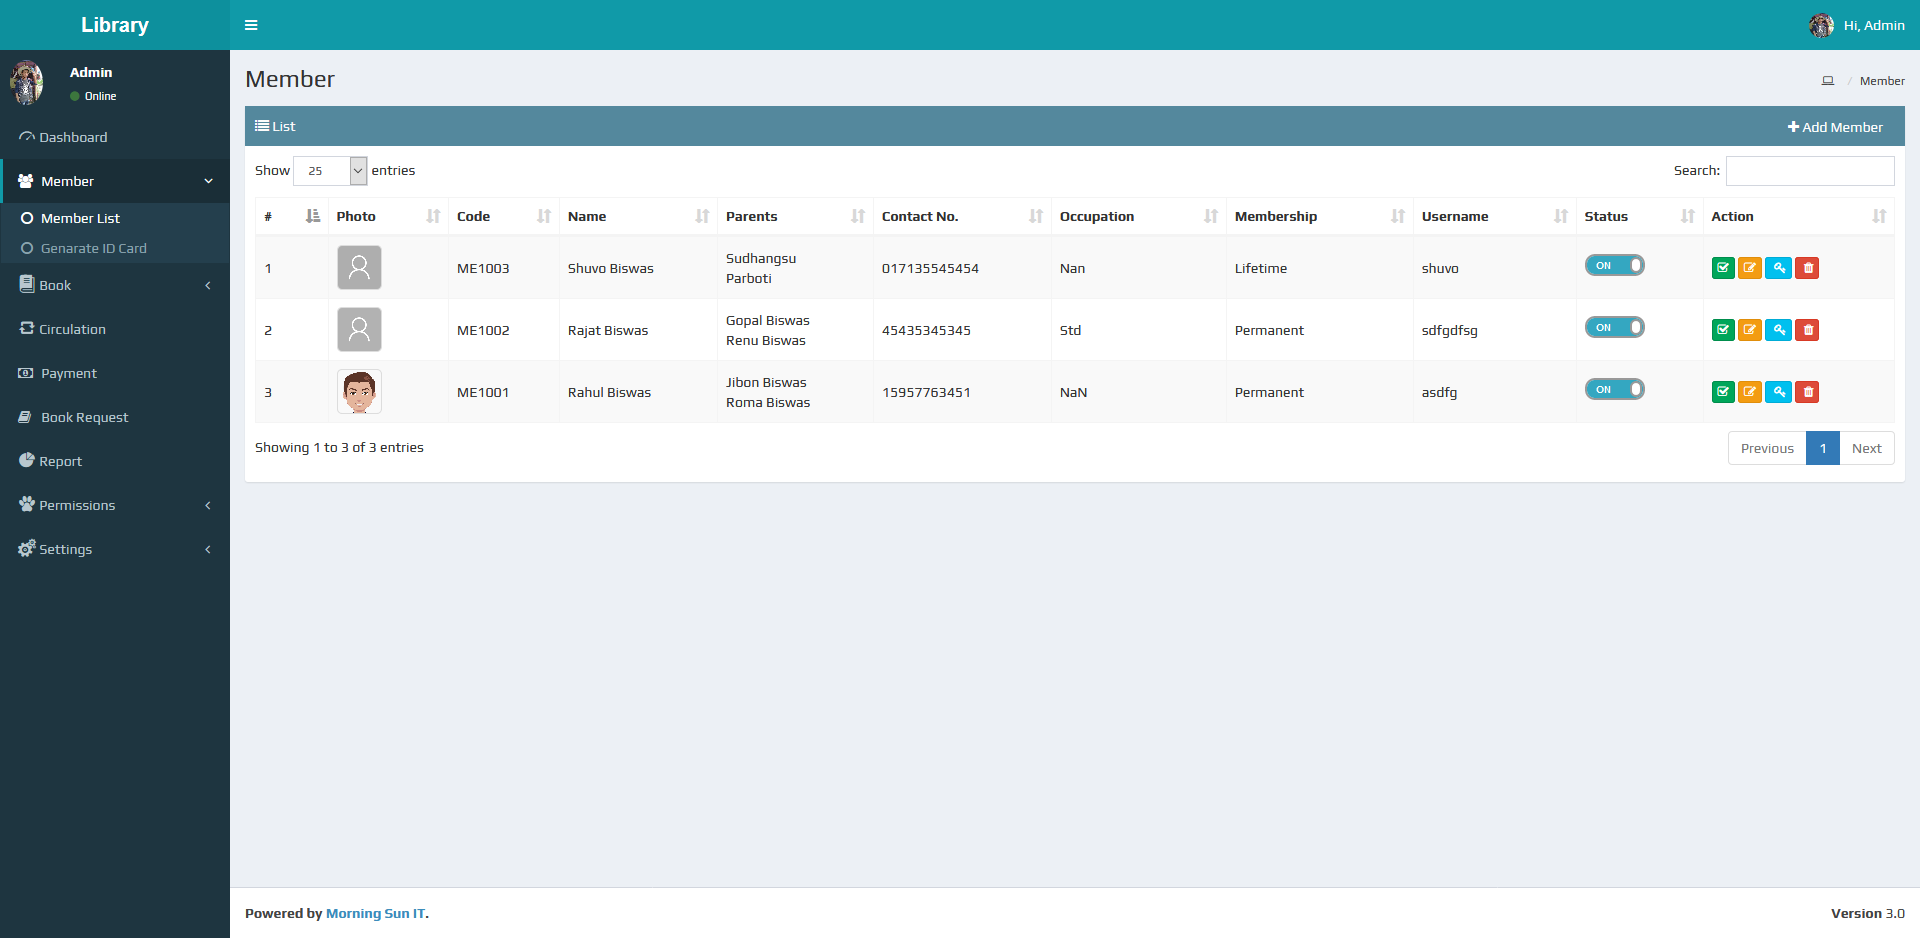 Library
Hi, Admin
Admin
Online
Dashboard
Member
Member List
Genarate ID Card
Book
Circulation
Payment
Book Request
Report
Permissions
Settings
Member
/ Member
List
Add Member
Show 25 entries
Search:
# Photo Code Name Parents Contact No. Occupation Membership Username Status Action
1 ME1003 Shuvo Biswas Sudhangsu 017135545454 Nan Lifetime shuvo ON
Parboti
2 ME1002 Rajat Biswas Gopal Biswas 45435345345 Std Permanent sdfgdfsg ON
Renu Biswas
3 ME1001 Rahul Biswas Jibon Biswas 15957763451 NaN Permanent asdfg ON
Roma Biswas
Showing 1 to 3 of 3 entries
Previous 1 Next
Powered by Morning Sun IT.
Version 3.0